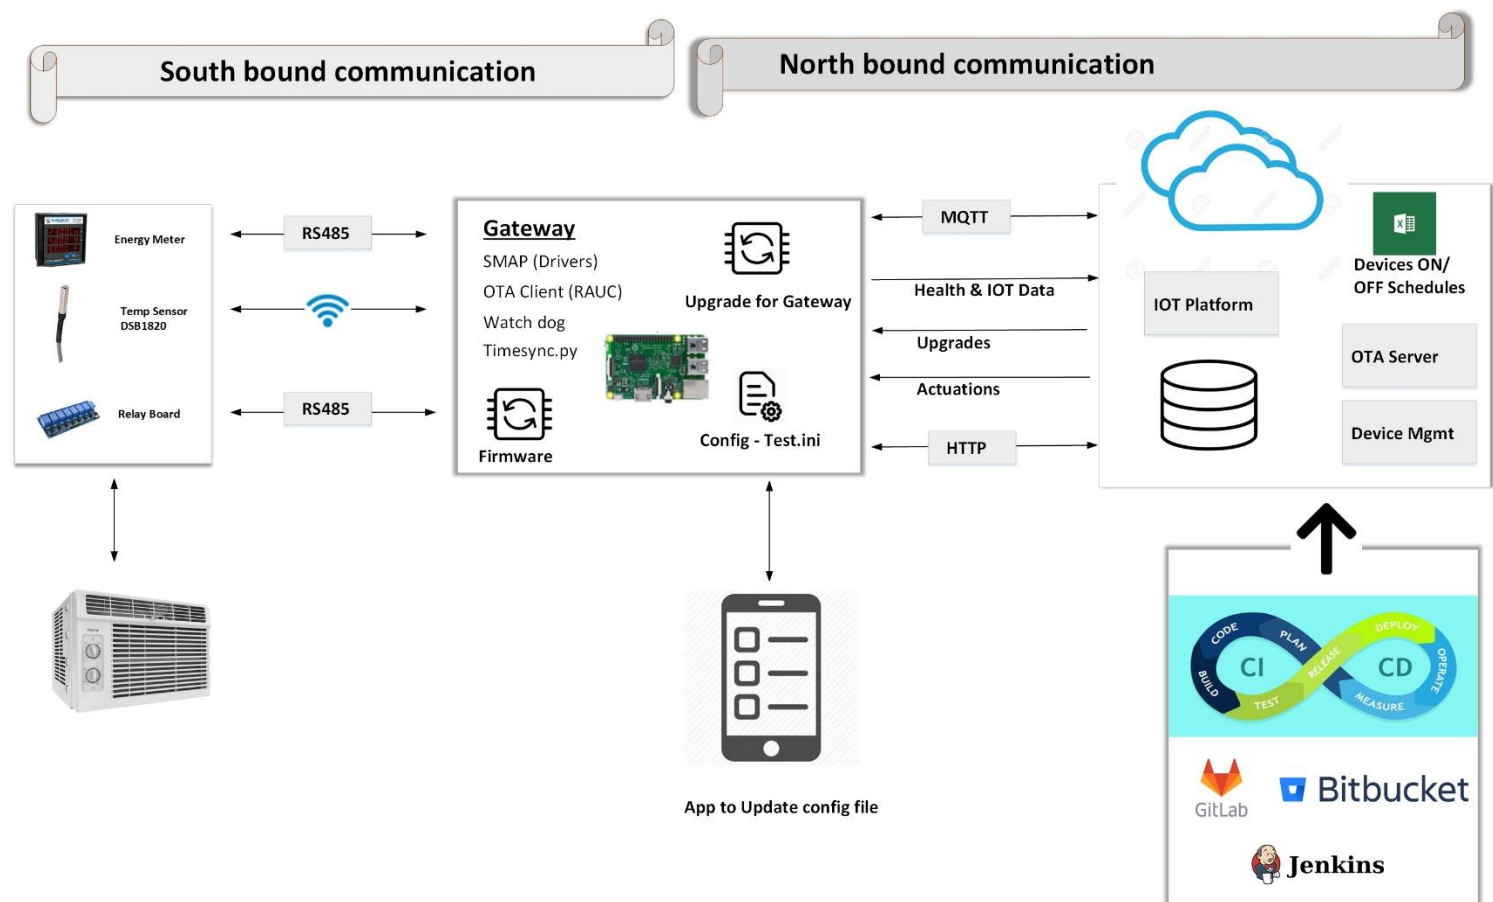 South bound communication
North bound communication
Energy Meter
Temp Sensor
DSB1820
Relay Board
RS485
RS485
Gateway
SMAP (Drivers)
OTA Client (RAUC)
Watch dog
Timesync.py
Firmware
Upgrade for Gateway
Config - Test.ini
MQTT
Health & IOT Data
Upgrades
Actuations
HTTP
IOT Platform
Devices ON/
OFF Schedules
OTA Server
Device Mgmt
App to Update config file
CODE
PLAN
BUILD
TEST
CI
RELEASE
DEPLOY
OPERATE
MEASURE
CD
GitLab
Bitbucket
Jenkins